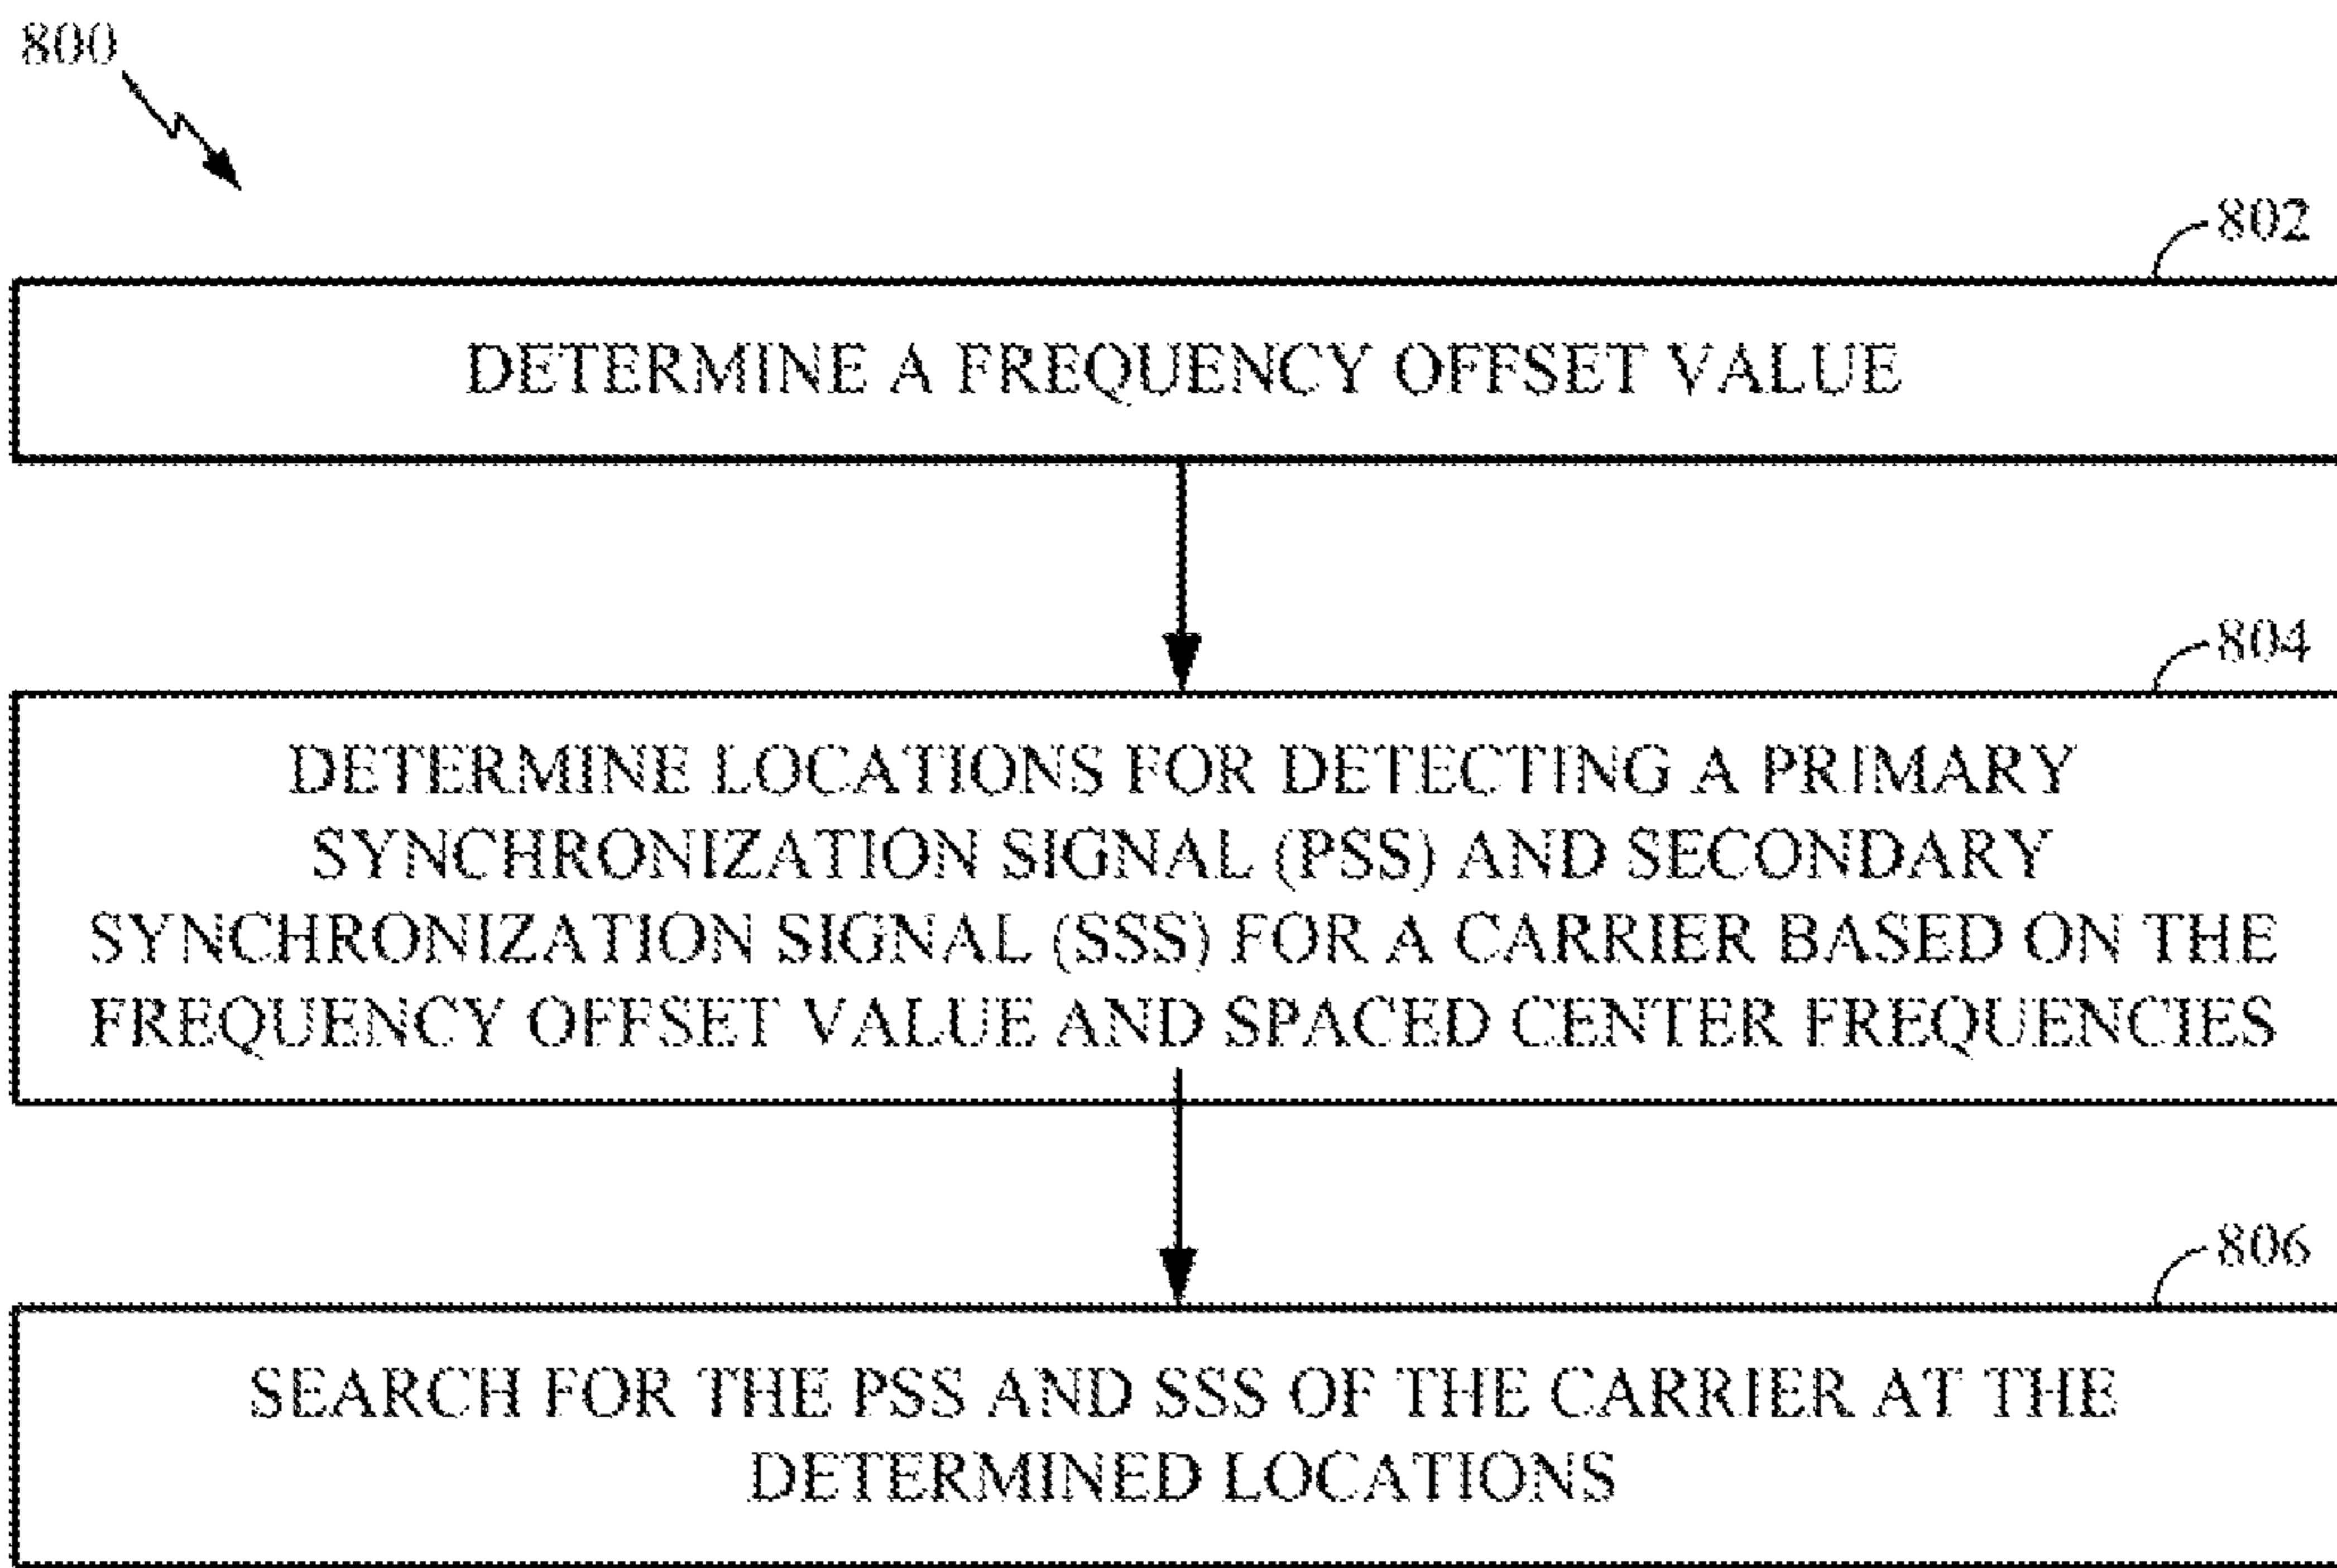 800
802
DETERMINE A FREQUENCY OFFSET VALUE
804
DETERMINE LOCATIONS FOR DETECTING A PRIMARY
SYNCHRONIZATION SIGNAL (PSS) AND SECONDARY
SYNCHRONIZATION SIGNAL (SSS) FOR A CARRIER BASED ON THE
FREQUENCY OFFSET VALUE AND SPACED CENTER FREQUENCIES
806
SEARCH FOR THE PSS AND SSS OF THE CARRIER AT THE
DETERMINED LOCATIONS